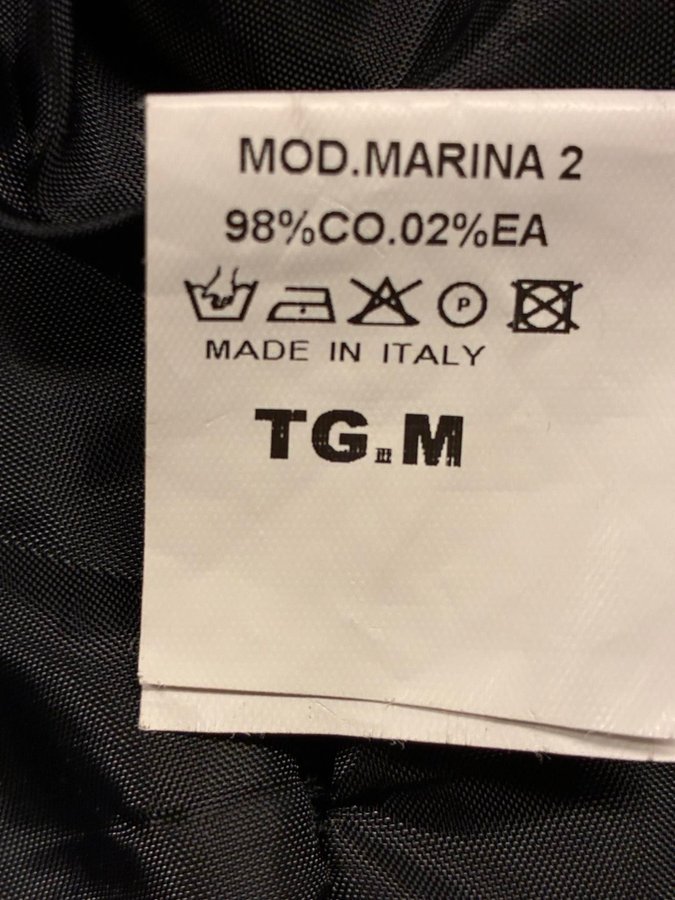 MOD.MARINA 2
98%CO.02%EA
P
MADE IN ITALY
TG.M